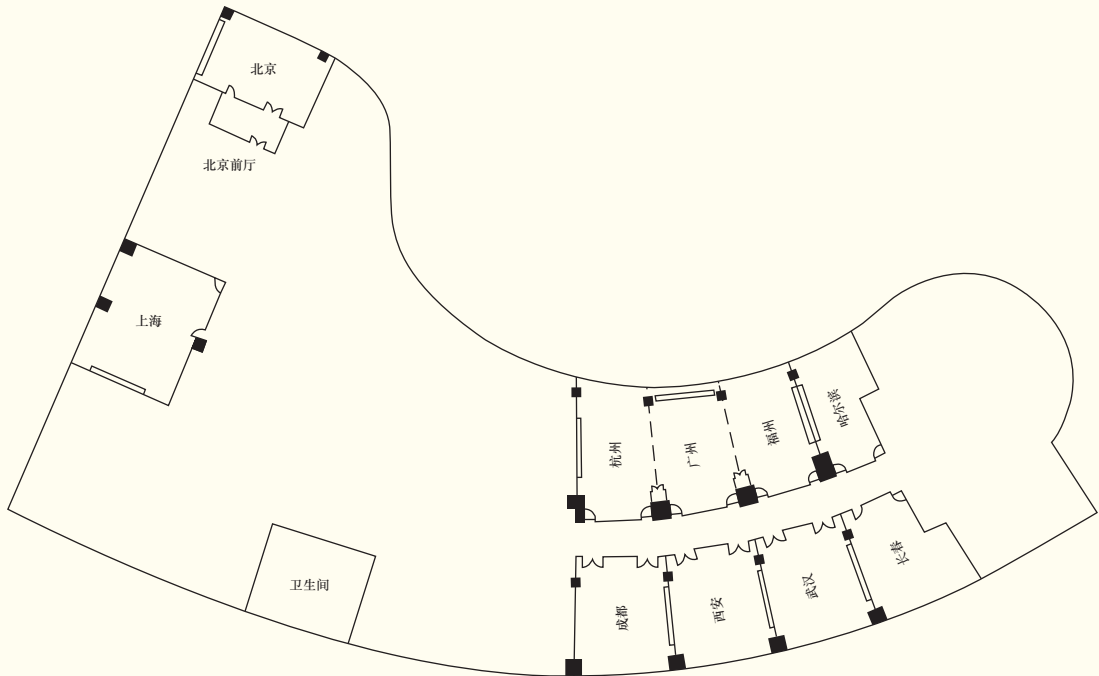 北京
北京前厅
上海
杭州
广州
福州
哈尔滨
卫生间
成都
西安
武汉
长春